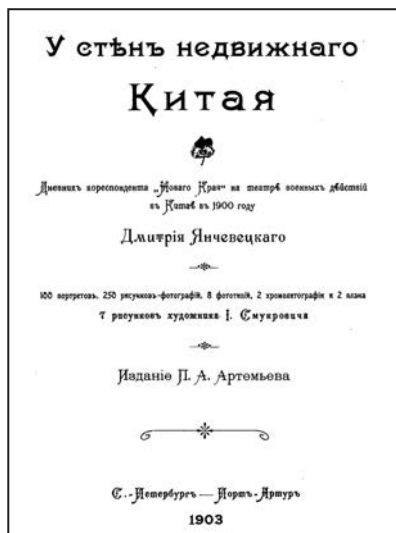 У стѣнъ недвижнаго
Китая
Дневникъ кореспондента „Новаго Края“ на театрѣ военныхъ дѣйствій
въ Китаѣ въ 1900 году
Дмитрія Янчевецкаго
100 портретовъ, 250 рисунковъ-фотографій, 8 фототипій, 2 хромолитографіи и 2 плана
7 рисунковъ художника І. Смукровича
Изданіе П. А. Артемьева
С.-Петербургъ — Портъ-Артуръ
1903